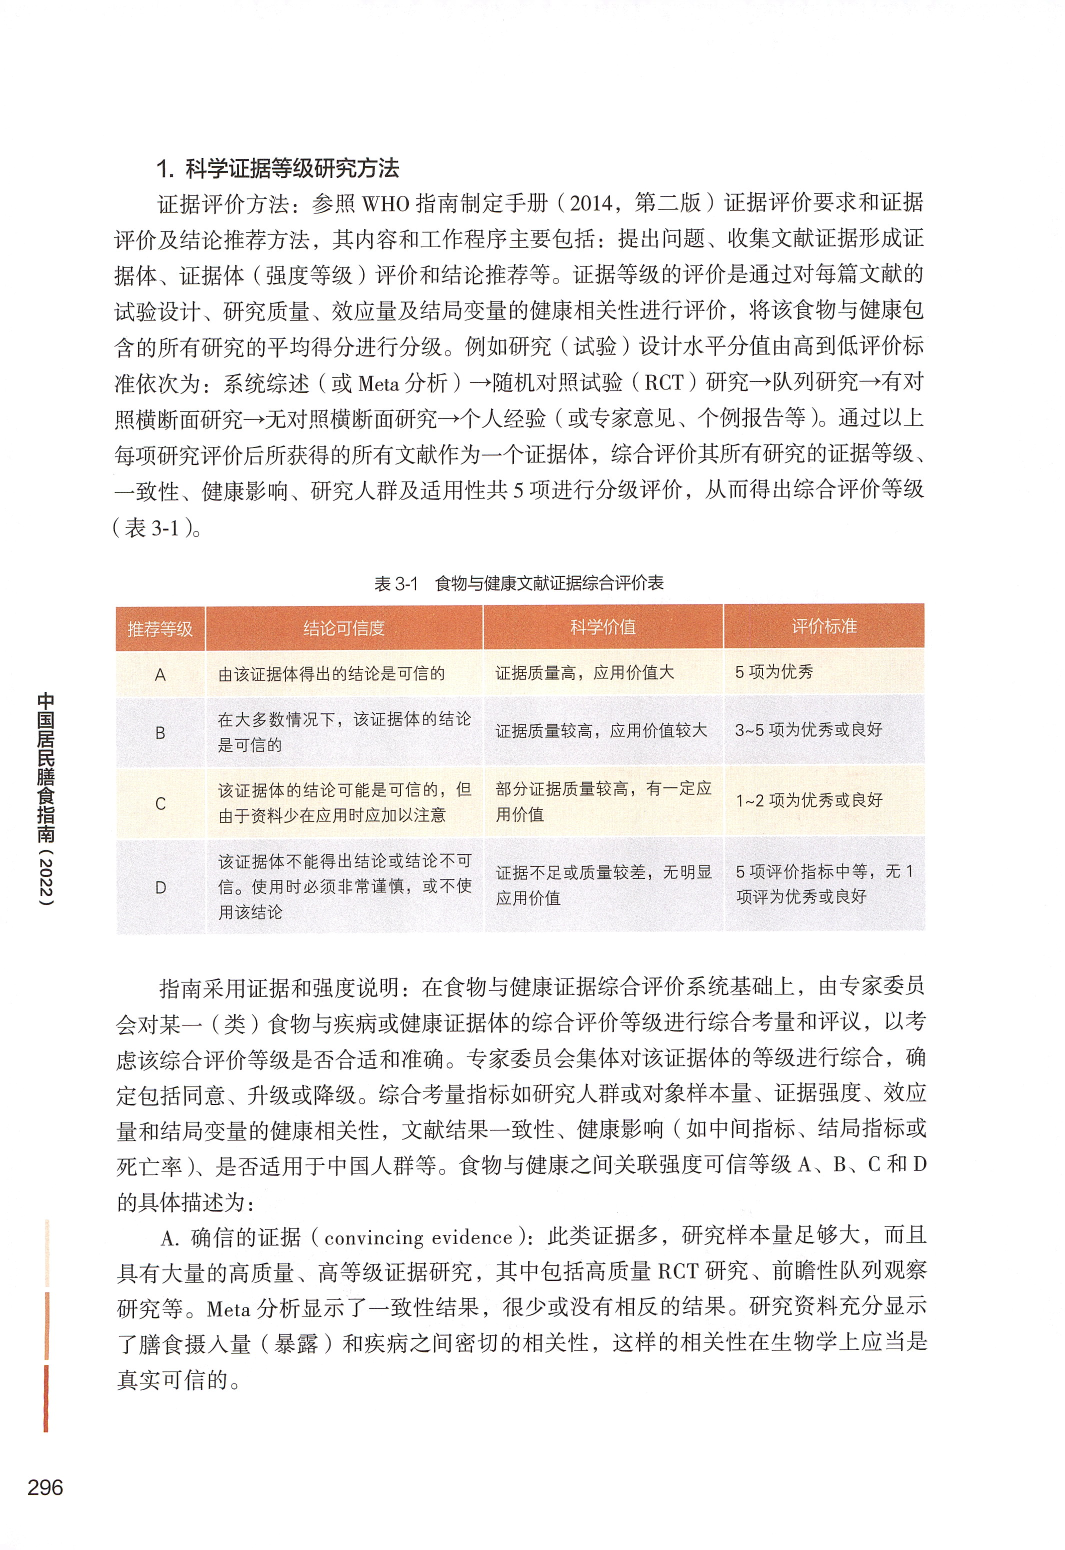 1. 科学证据等级研究方法
证据评价方法：参照 WHO 指南制定手册（2014，第二版）证据评价要求和证据
评价及结论推荐方法，其内容和工作程序主要包括：提出问题、收集文献证据形成证
据体、证据体（强度等级）评价和结论推荐等。证据等级的评价是通过对每篇文献的
试验设计、研究质量、效应量及结局变量的健康相关性进行评价，将该食物与健康包
含的所有研究的平均得分进行分级。例如研究（试验）设计水平分值由高到低评价标
准依次为：系统综述（或 Meta 分析）→随机对照试验（RCT）研究→队列研究→有对
照横断面研究→无对照横断面研究→个人经验（或专家意见、个例报告等）。通过以上
每项研究评价后所获得的所有文献作为一个证据体，综合评价其所有研究的证据等级、
一致性、健康影响、研究人群及适用性共 5 项进行分级评价，从而得出综合评价等级
（表 3-1）。
表 3-1 食物与健康文献证据综合评价表
推荐等级 结论可信度 科学价值 评价标准
A 由该证据体得出的结论是可信的 证据质量高，应用价值大 5 项为优秀
B 在大多数情况下，该证据体的结论
是可信的 证据质量较高，应用价值较大 3~5 项为优秀或良好
C 该证据体的结论可能是可信的，但
由于资料少在应用时应加以注意 部分证据质量较高，有一定应
用价值 1~2 项为优秀或良好
D 该证据体不能得出结论或结论不可
信。使用时必须非常谨慎，或不使
用该结论 证据不足或质量较差，无明显
应用价值 5 项评价指标中等，无 1
项评为优秀或良好
指南采用证据和强度说明：在食物与健康证据综合评价系统基础上，由专家委员
会对某一（类）食物与疾病或健康证据体的综合评价等级进行综合考量和评议，以考
虑该综合评价等级是否合适和准确。专家委员会集体对该证据体的等级进行综合，确
定包括同意、升级或降级。综合考量指标如研究人群或对象样本量、证据强度、效应
量和结局变量的健康相关性，文献结果一致性、健康影响（如中间指标、结局指标或
死亡率）、是否适用于中国人群等。食物与健康之间关联强度可信等级 A、B、C 和 D
的具体描述为：
A. 确信的证据（convincing evidence）：此类证据多，研究样本量足够大，而且
具有大量的高质量、高等级证据研究，其中包括高质量 RCT 研究、前瞻性队列观察
研究等。Meta 分析显示了一致性结果，很少或没有相反的结果。研究资料充分显示
了膳食摄入量（暴露）和疾病之间密切的相关性，这样的相关性在生物学上应当是
真实可信的。
中国居民膳食指南（2022）
296